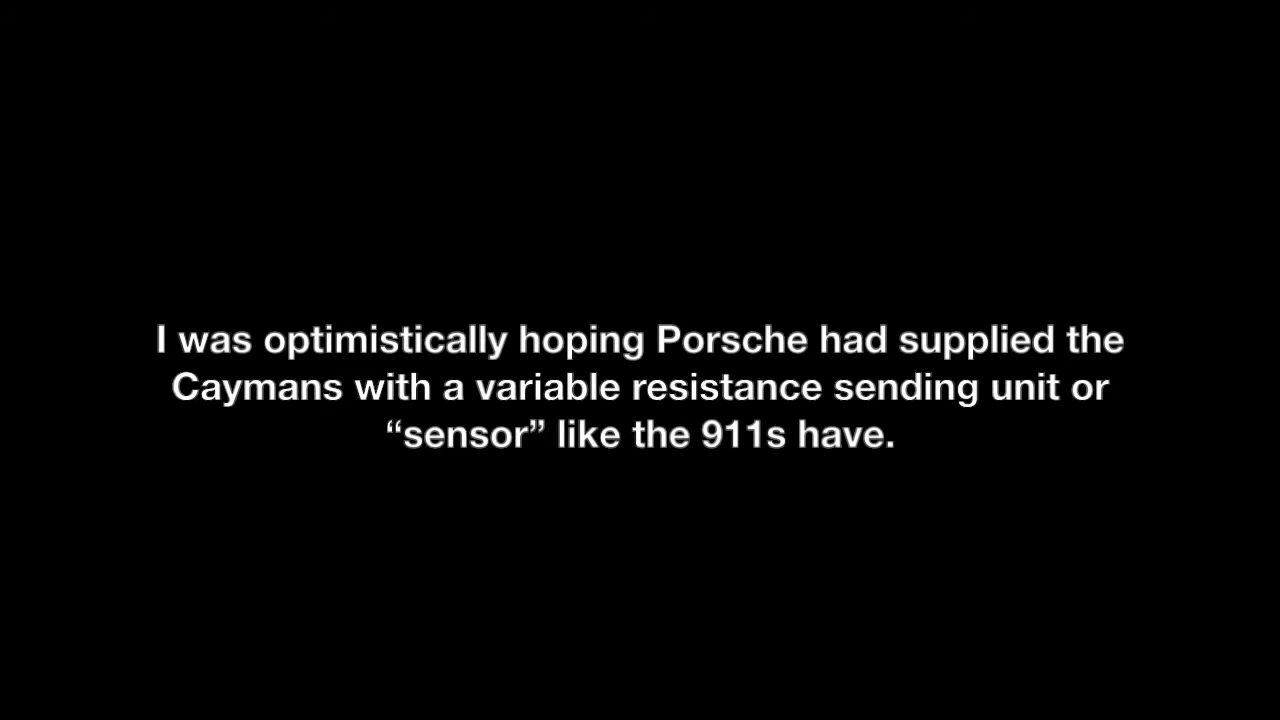 I was optimistically hoping Porsche had supplied the
Caymans with a variable resistance sending unit or
“sensor” like the 911s have.